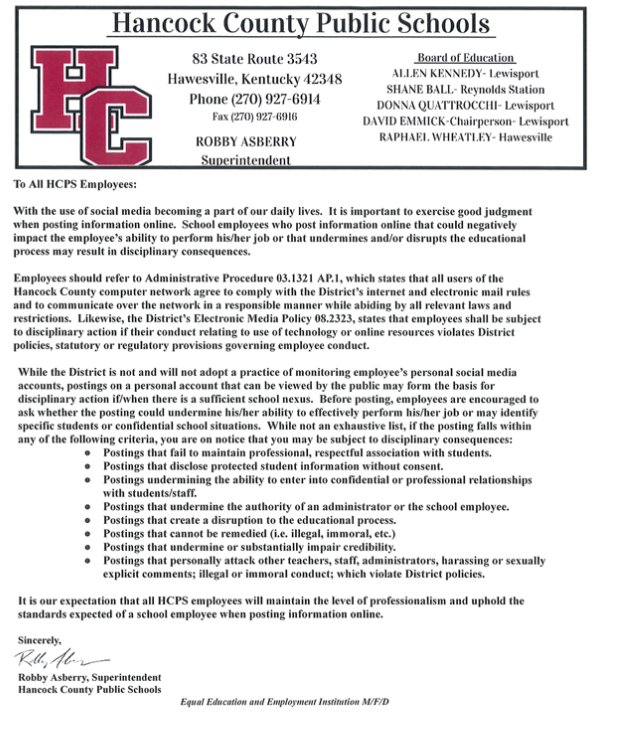 Hancock County Public Schools
HC
83 State Route 3543
Hawesville, Kentucky 42348
Phone (270) 927-6914
Fax (270) 927-6916
ROBBY ASBERRY
Superintendent
Board of Education
ALLEN KENNEDY- Lewisport
SHANE BALL- Reynolds Station
DONNA QUATTROCCHI- Lewisport
DAVID EMMICK-Chairperson- Lewisport
RAPHAEL WHEATLEY- Hawesville
To All HCPS Employees:
With the use of social media becoming a part of our daily lives. It is important to exercise good judgment
when posting information online. School employees who post information online that could negatively
impact the employee's ability to perform his/her job or that undermines and/or disrupts the educational
process may result in disciplinary consequences.
Employees should refer to Administrative Procedure 03.1321 AP.1, which states that all users of the
Hancock County computer network agree to comply with the District's internet and electronic mail rules
and to communicate over the network in a responsible manner while abiding by all relevant laws and
restrictions. Likewise, the District's Electronic Media Policy 08.2323, states that employees shall be subject
to disciplinary action if their conduct relating to use of technology or online resources violates District
policies, statutory or regulatory provisions governing employee conduct.
While the District is not and will not adopt a practice of monitoring employee's personal social media
accounts, postings on a personal account that can be viewed by the public may form the basis for
disciplinary action if/when there is a sufficient school nexus. Before posting, employees are encouraged to
ask whether the posting could undermine his/her ability to effectively perform his/her job or may identify
specific students or confidential school situations. While not an exhaustive list, if the posting falls within
any of the following criteria, you are on notice that you may be subject to disciplinary consequences:
● Postings that fail to maintain professional, respectful association with students.
● Postings that disclose protected student information without consent.
● Postings undermining the ability to enter into confidential or professional relationships
with students/staff.
● Postings that undermine the authority of an administrator or the school employee.
● Postings that create a disruption to the educational process.
● Postings that cannot be remedied (i.e. illegal, immoral, etc.)
● Postings that undermine or substantially impair credibility.
● Postings that personally attack other teachers, staff, administrators, harassing or sexually
explicit comments; illegal or immoral conduct; which violate District policies.
It is our expectation that all HCPS employees will maintain the level of professionalism and uphold the
standards expected of a school employee when posting information online.
Sincerely,
Robby Asberry, Superintendent
Hancock County Public Schools
Equal Education and Employment Institution M/F/D